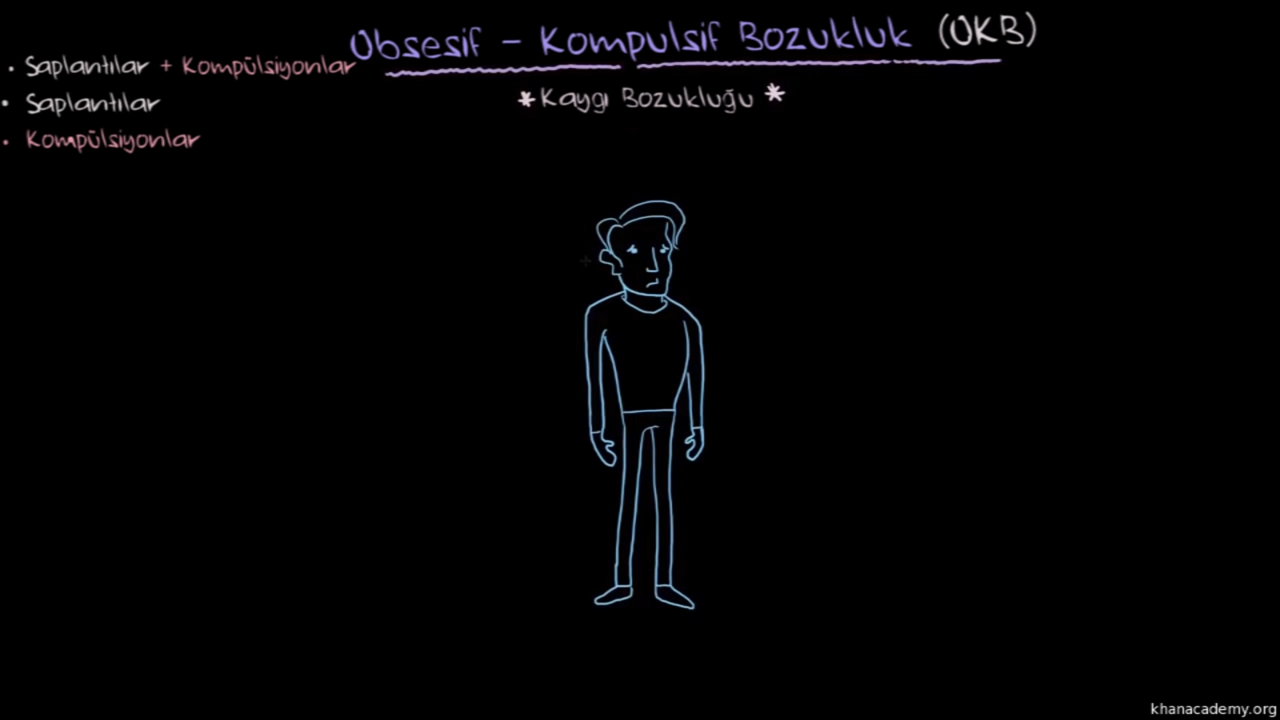 Obsesif - Kompulsif Bozukluk (OKB)
*Kaygı Bozukluğu*
• Saplantılar + Kompülsiyonlar
• Saplantılar
• Kompülsiyonlar
khanacademy.org